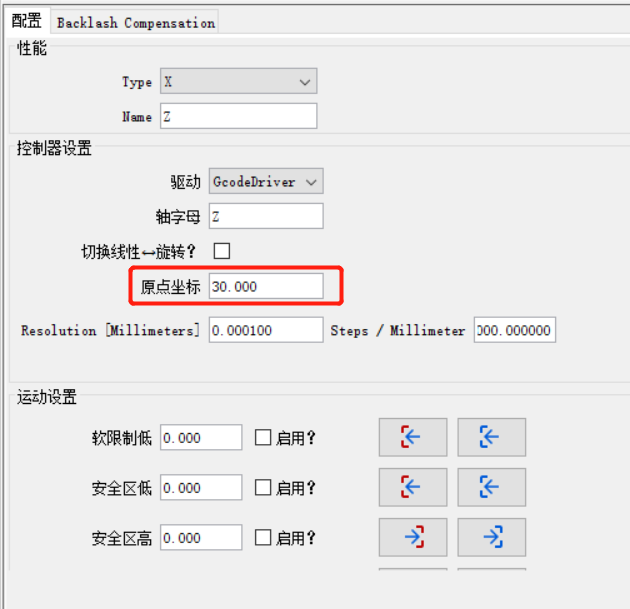 配置 Backlash Compensation
性能
Type X
Name Z
控制器设置
驱动 GcodeDriver
轴字母 Z
切换线性↔旋转？
原点坐标 30.000
Resolution [Millimeters] 0.000100 Steps / Millimeter 000.000000
运动设置
软限制低 0.000 启用？
安全区低 0.000 启用？
安全区高 0.000 启用？